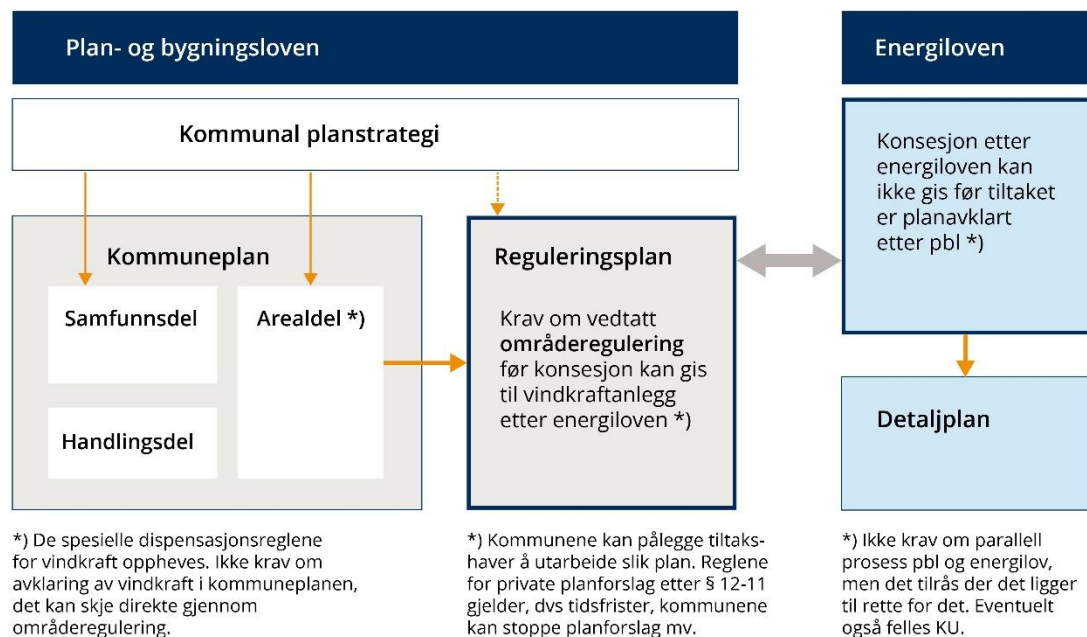 Plan- og bygningsloven
Kommunal planstrategi
Kommuneplan
Samfunnsdel
Arealdel *)
Handlingsdel
Reguleringsplan
Krav om vedtatt
områderegulering
før konsesjon kan gis
til vindkraftanlegg
etter energiloven *)
Energiloven
Konsesjon etter
energiloven kan
ikke gis før tiltaket
er planavklart
etter pbl *)
Detaljplan
*) De spesielle dispensasjonsreglene
for vindkraft oppheves. Ikke krav om
avklaring av vindkraft i kommuneplanen,
det kan skje direkte gjennom
områderegulering.
*) Kommunene kan pålegge tiltaks-
haver å utarbeide slik plan. Reglene
for private planforslag etter § 12-11
gjelder, dvs tidsfrister, kommunene
kan stoppe planforslag mv.
*) Ikke krav om parallell
prosess pbl og energilov,
men det tilrås der det ligger
til rette for det. Eventuelt
også felles KU.